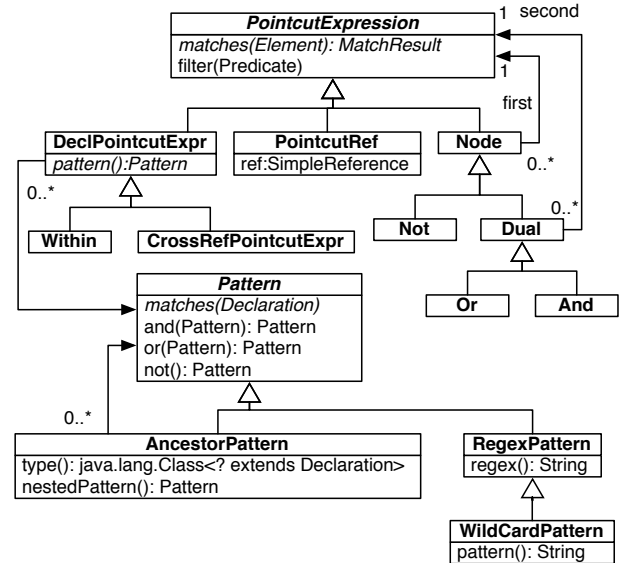 PointcutExpression
1 second
matches(Element): MatchResult
filter(Predicate)
1
first
DeclPointcutExpr
pattern():Pattern
PointcutRef
ref:SimpleReference
Node
0..*
0..*
0..*
Within
CrossRefPointcutExpr
Not
Dual
Or
And
Pattern
matches(Declaration)
and(Pattern): Pattern
or(Pattern): Pattern
not(): Pattern
0..*
AncestorPattern
type(): java.lang.Class<? extends Declaration>
nestedPattern(): Pattern
RegexPattern
regex(): String
WildCardPattern
pattern(): String